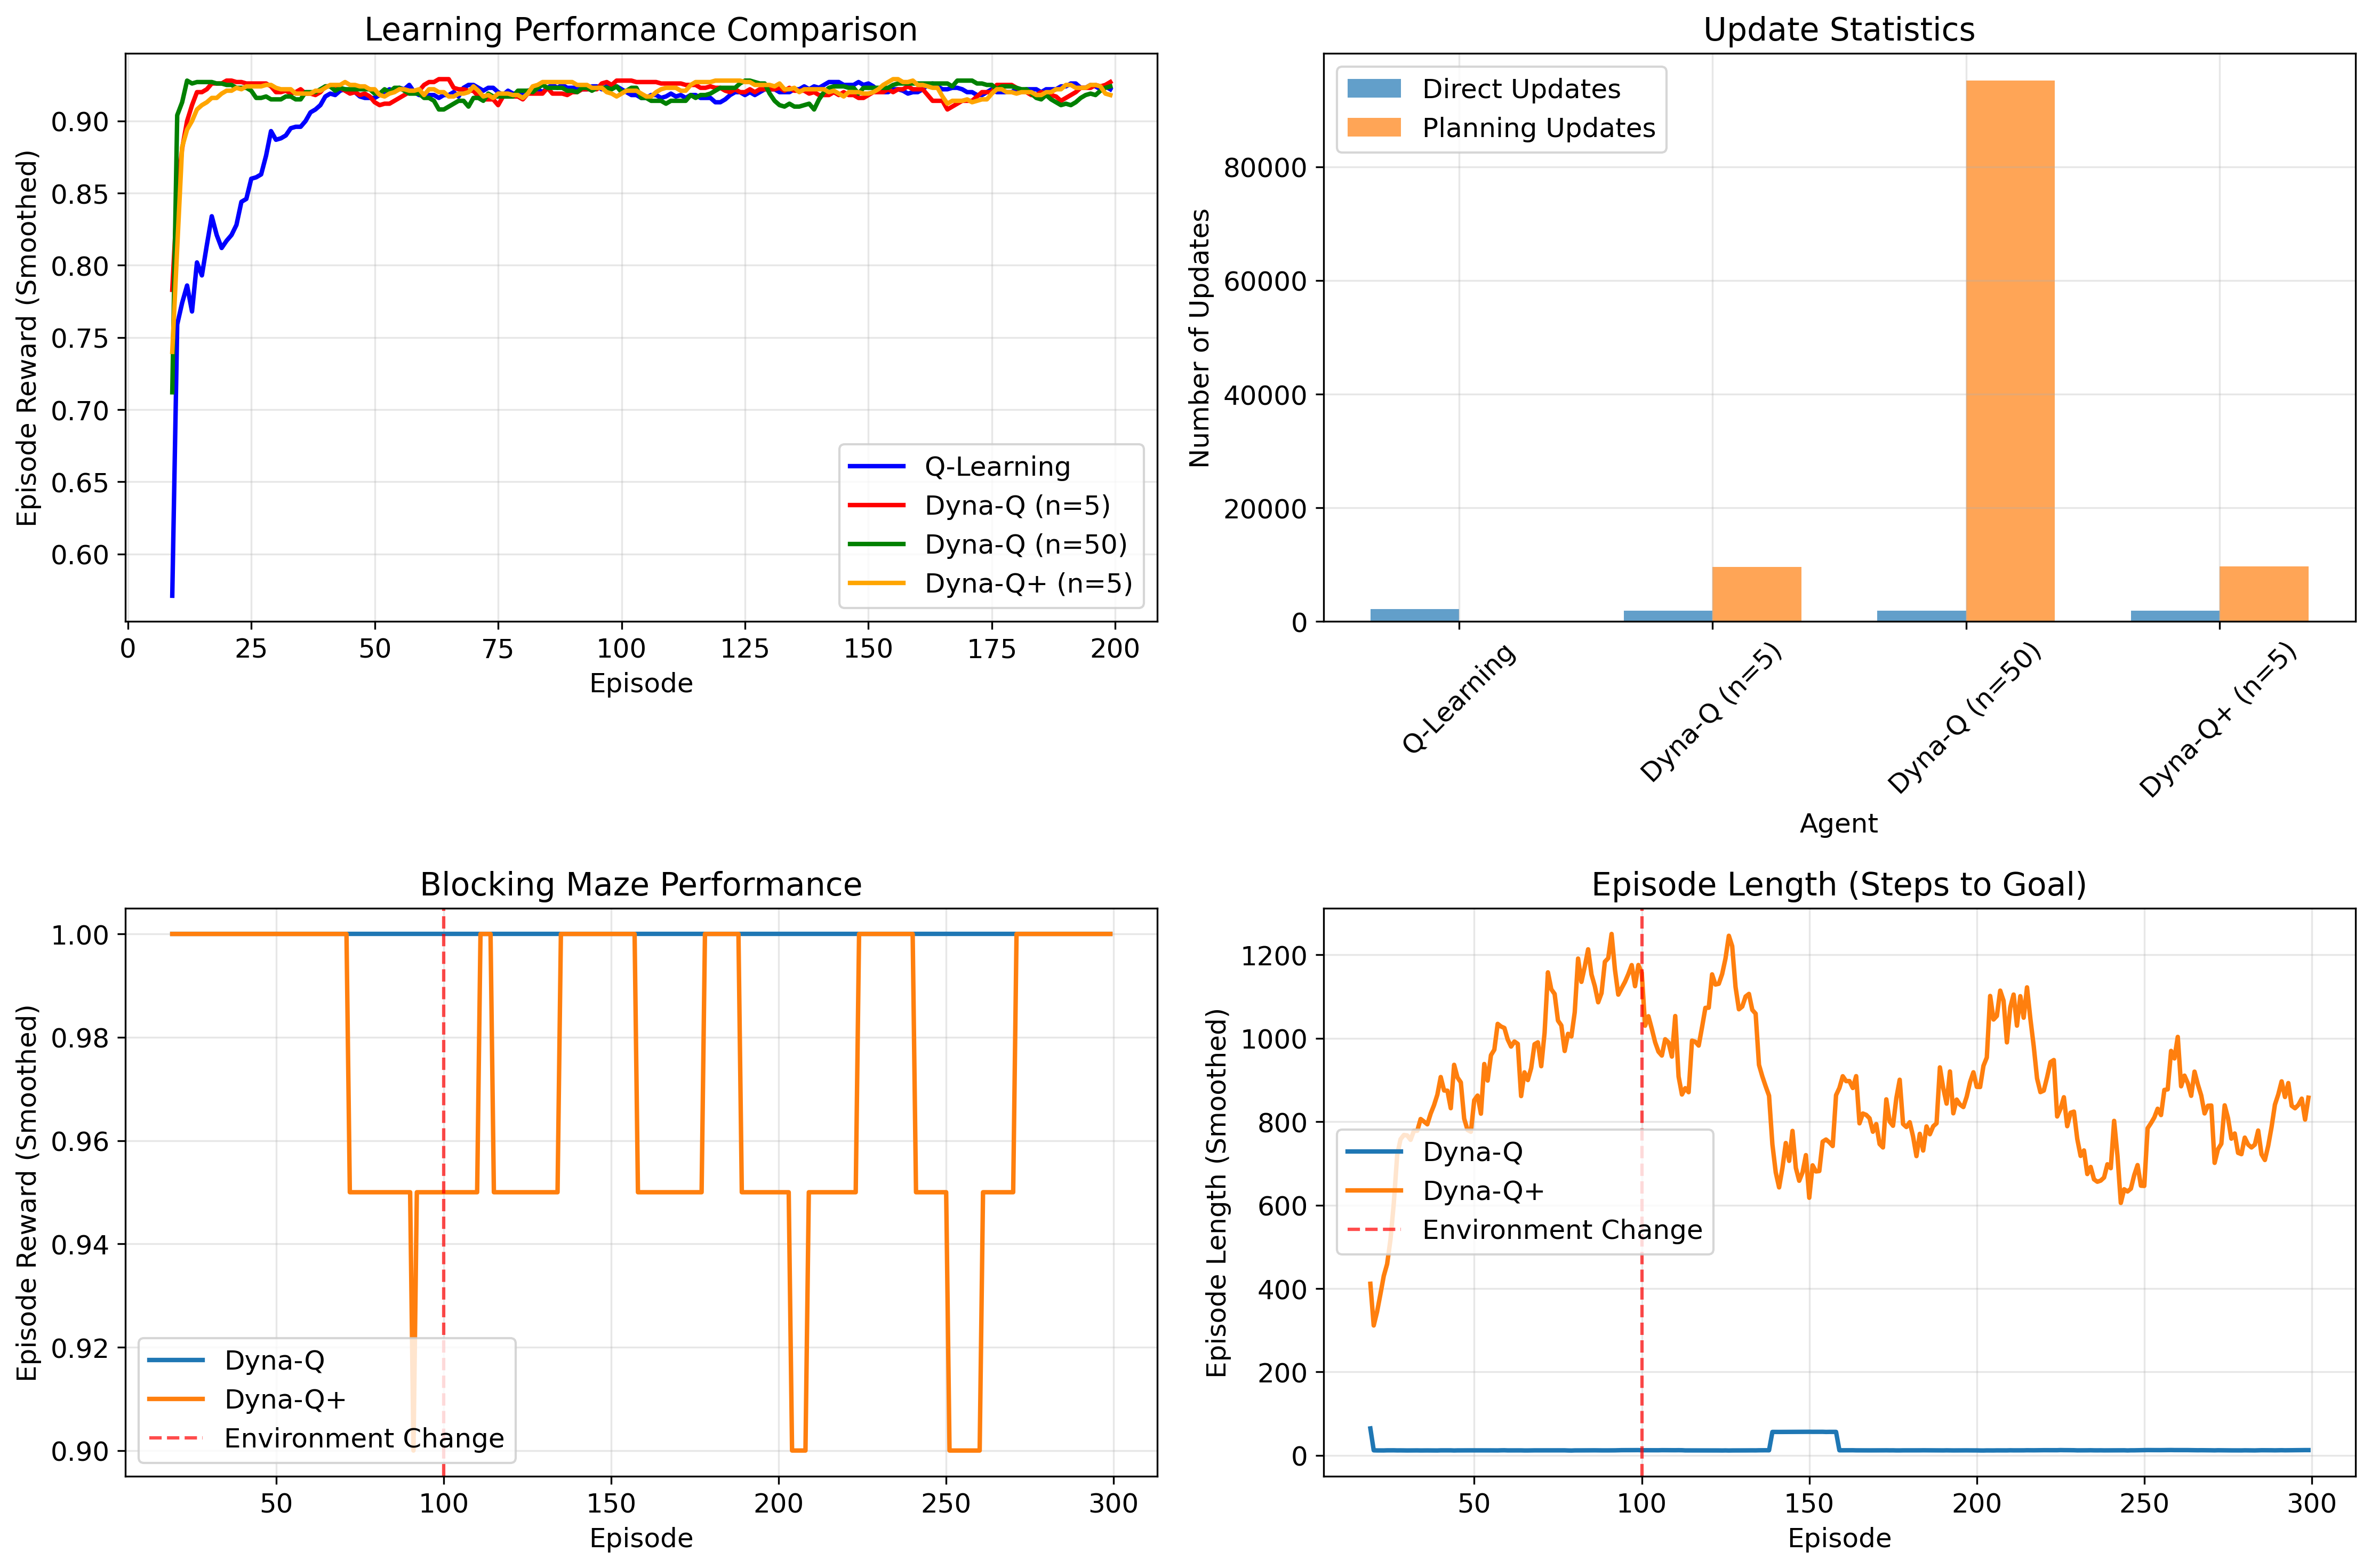 Learning Performance Comparison
Episode Reward (Smoothed)
0.90
0.85
0.80
0.75
0.70
0.65
0.60
Q-Learning
Dyna-Q (n=5)
Dyna-Q (n=50)
Dyna-Q+ (n=5)
0 25 50 75 100 125 150 175 200
Episode
Update Statistics
Number of Updates
80000
60000
40000
20000
0
Direct Updates
Planning Updates
Q-Learning
Dyna-Q (n=5)
Dyna-Q (n=50)
Dyna-Q+ (n=5)
Agent
Blocking Maze Performance
Episode Reward (Smoothed)
1.00
0.98
0.96
0.94
0.92
0.90
Dyna-Q
Dyna-Q+
Environment Change
50 100 150 200 250 300
Episode
Episode Length (Steps to Goal)
Episode Length (Smoothed)
1200
1000
800
600
400
200
0
Dyna-Q
Dyna-Q+
Environment Change
50 100 150 200 250 300
Episode